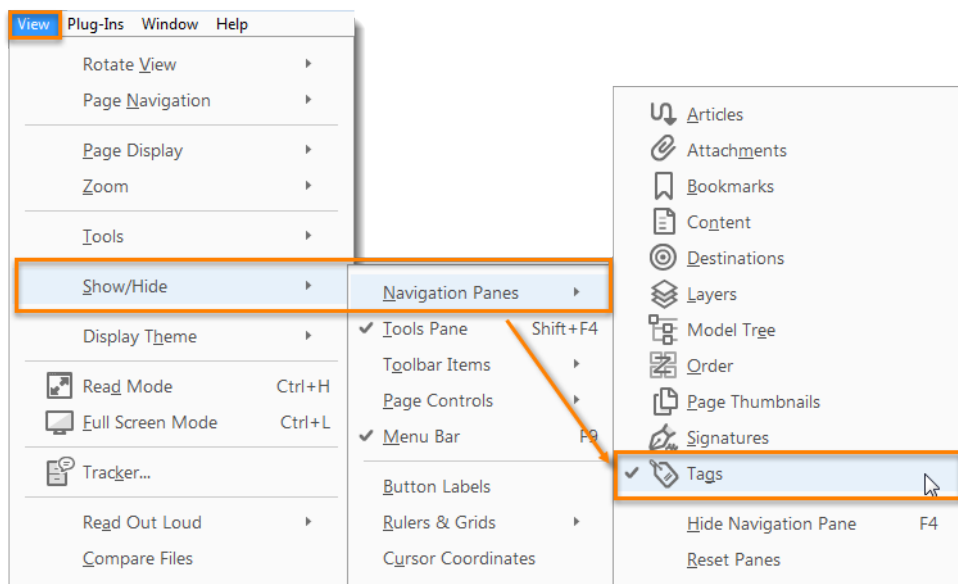 View Plug-Ins Window Help
Rotate View
Page Navigation
Page Display
Zoom
Tools
Show/Hide
Display Theme
Read Mode Ctrl+H
Full Screen Mode Ctrl+L
Tracker...
Read Out Loud
Compare Files
Navigation Panes
Tools Pane Shift+F4
Toolbar Items
Page Controls
Menu Bar F9
Button Labels
Rulers & Grids
Cursor Coordinates
Articles
Attachments
Bookmarks
Content
Destinations
Layers
Model Tree
Order
Page Thumbnails
Signatures
Tags
Hide Navigation Pane F4
Reset Panes